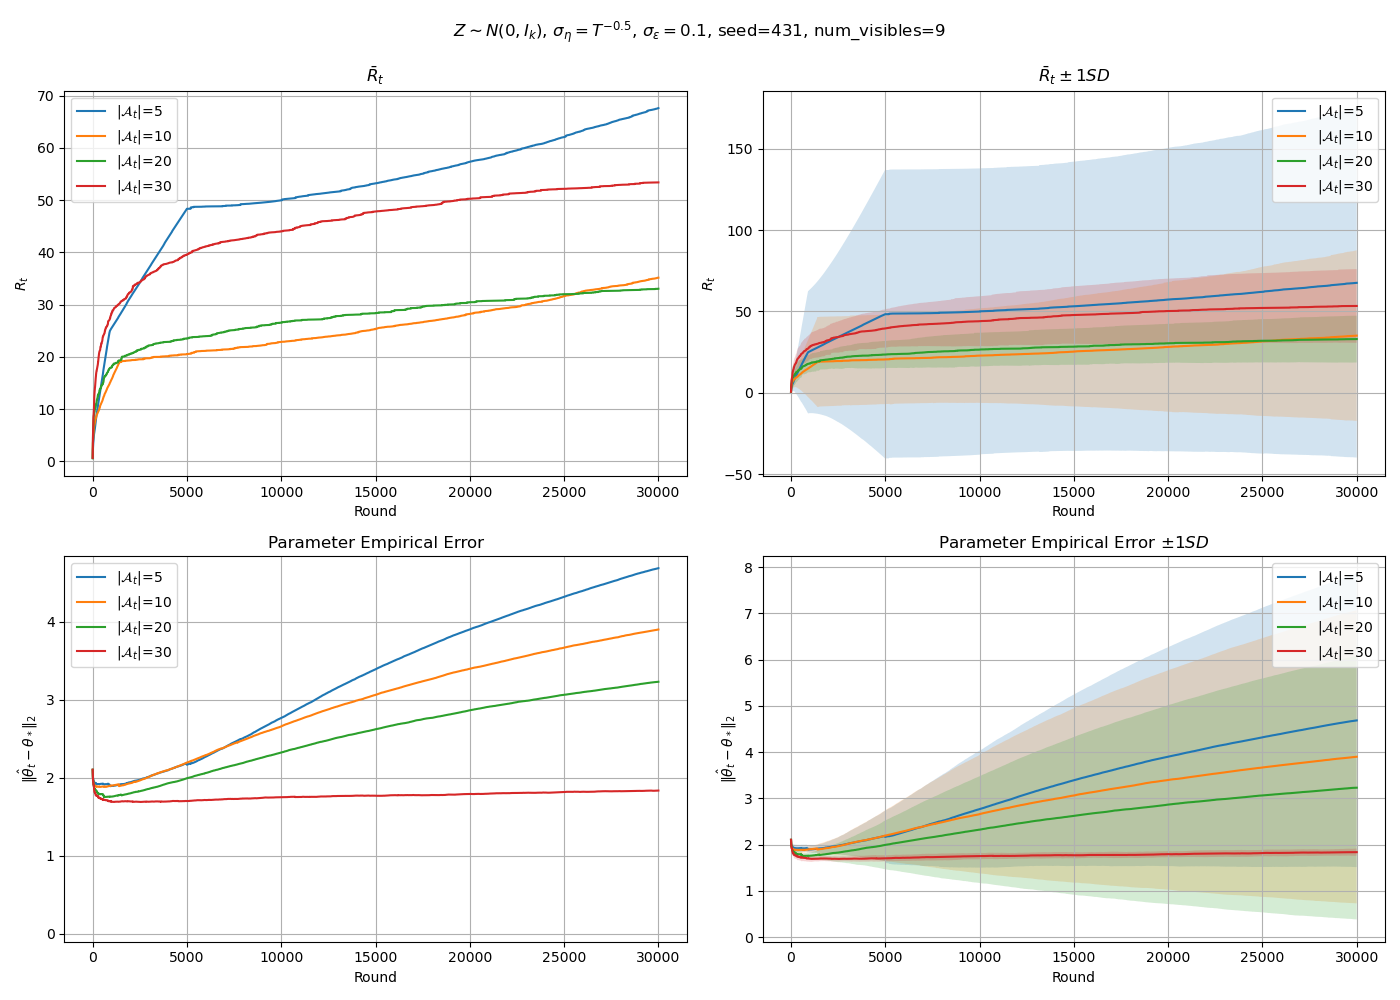 Z ∼ N(0, I_k), σ_η = T^{−0.5}, σ_ε = 0.1, seed=431, num_visibles=9
R̄_t
R_t
70
60
50
40
30
20
10
0
|𝒜_t|=5
|𝒜_t|=10
|𝒜_t|=20
|𝒜_t|=30
0 5000 10000 15000 20000 25000 30000
Round
R̄_t ± 1SD
R_t
150
100
50
0
−50
|𝒜_t|=5
|𝒜_t|=10
|𝒜_t|=20
|𝒜_t|=30
0 5000 10000 15000 20000 25000 30000
Round
Parameter Empirical Error
‖θ̂_t − θ_*‖_2
4
3
2
1
0
|𝒜_t|=5
|𝒜_t|=10
|𝒜_t|=20
|𝒜_t|=30
0 5000 10000 15000 20000 25000 30000
Round
Parameter Empirical Error ±1SD
‖θ̂_t − θ_*‖_2
8
7
6
5
4
3
2
1
0
|𝒜_t|=5
|𝒜_t|=10
|𝒜_t|=20
|𝒜_t|=30
0 5000 10000 15000 20000 25000 30000
Round